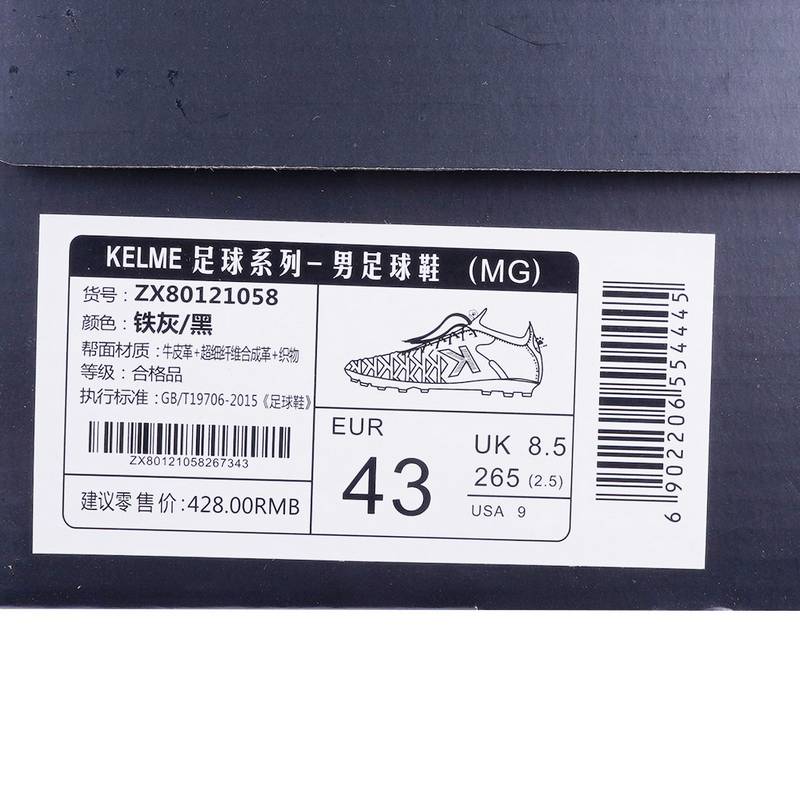 KELME 足球系列-男足球鞋 (MG)
货号:ZX80121058
颜色:铁灰/黑
帮面材质:牛皮革+超细纤维合成革+织物
等级:合格品
执行标准:GB/T19706-2015《足球鞋》
ZX80121058267343
建议零售价:428.00RMB
K
EUR
43
UK 8.5
265 (2.5)
USA 9
6902206554445